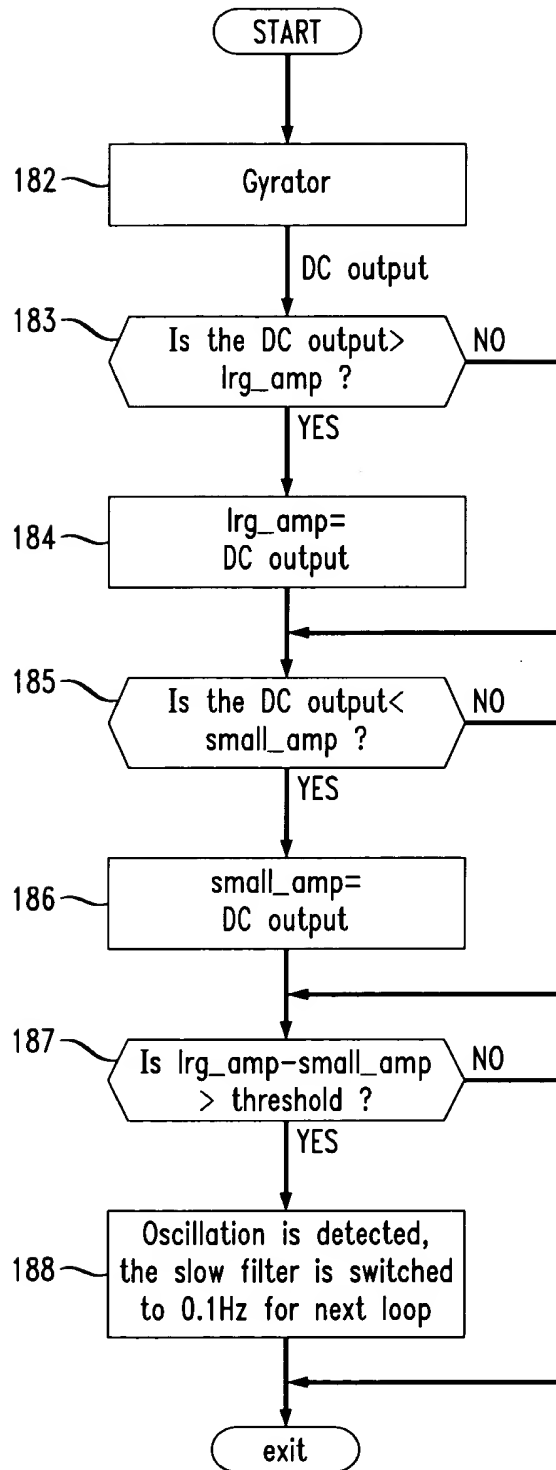 START
182
Gyrator
DC output
183
Is the DC output>
lrg_amp ?
NO
YES
184
lrg_amp=
DC output
185
Is the DC output<
small_amp ?
NO
YES
186
small_amp=
DC output
187
Is lrg_amp-small_amp
> threshold ?
NO
YES
188
Oscillation is detected,
the slow filter is switched
to 0.1Hz for next loop
exit